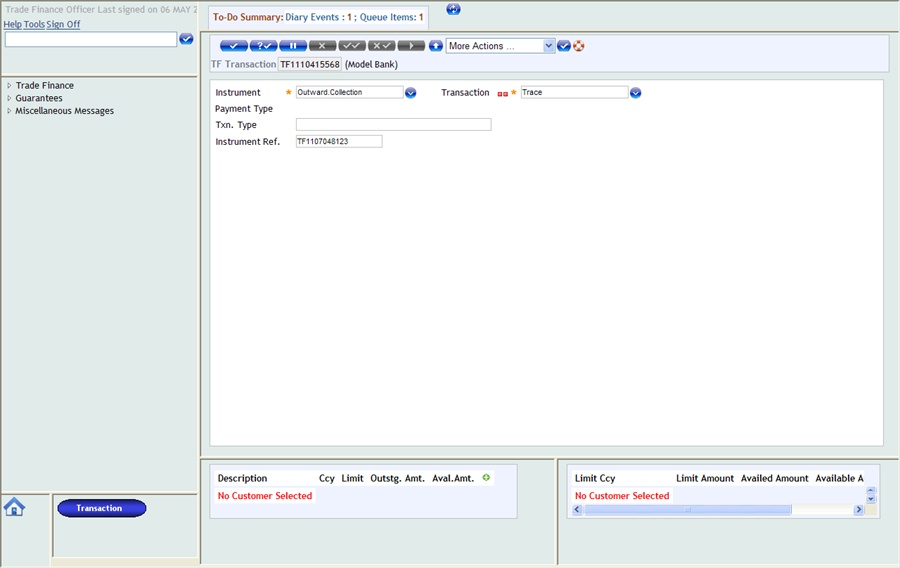 Trade Finance Officer Last signed on 06 MAY 2
Help Tools Sign Off
To-Do Summary: Diary Events : 1 ; Queue Items: 1
More Actions ...
TF Transaction TF1110415568 (Model Bank)
Trade Finance
Guarantees
Miscellaneous Messages
Instrument Outward.Collection Transaction Trace
Payment Type
Txn. Type
Instrument Ref. TF1107048123
Description Ccy Limit Outstg. Amt. Aval.Amt.
No Customer Selected
Limit Ccy Limit Amount Availed Amount Available A
No Customer Selected
Transaction